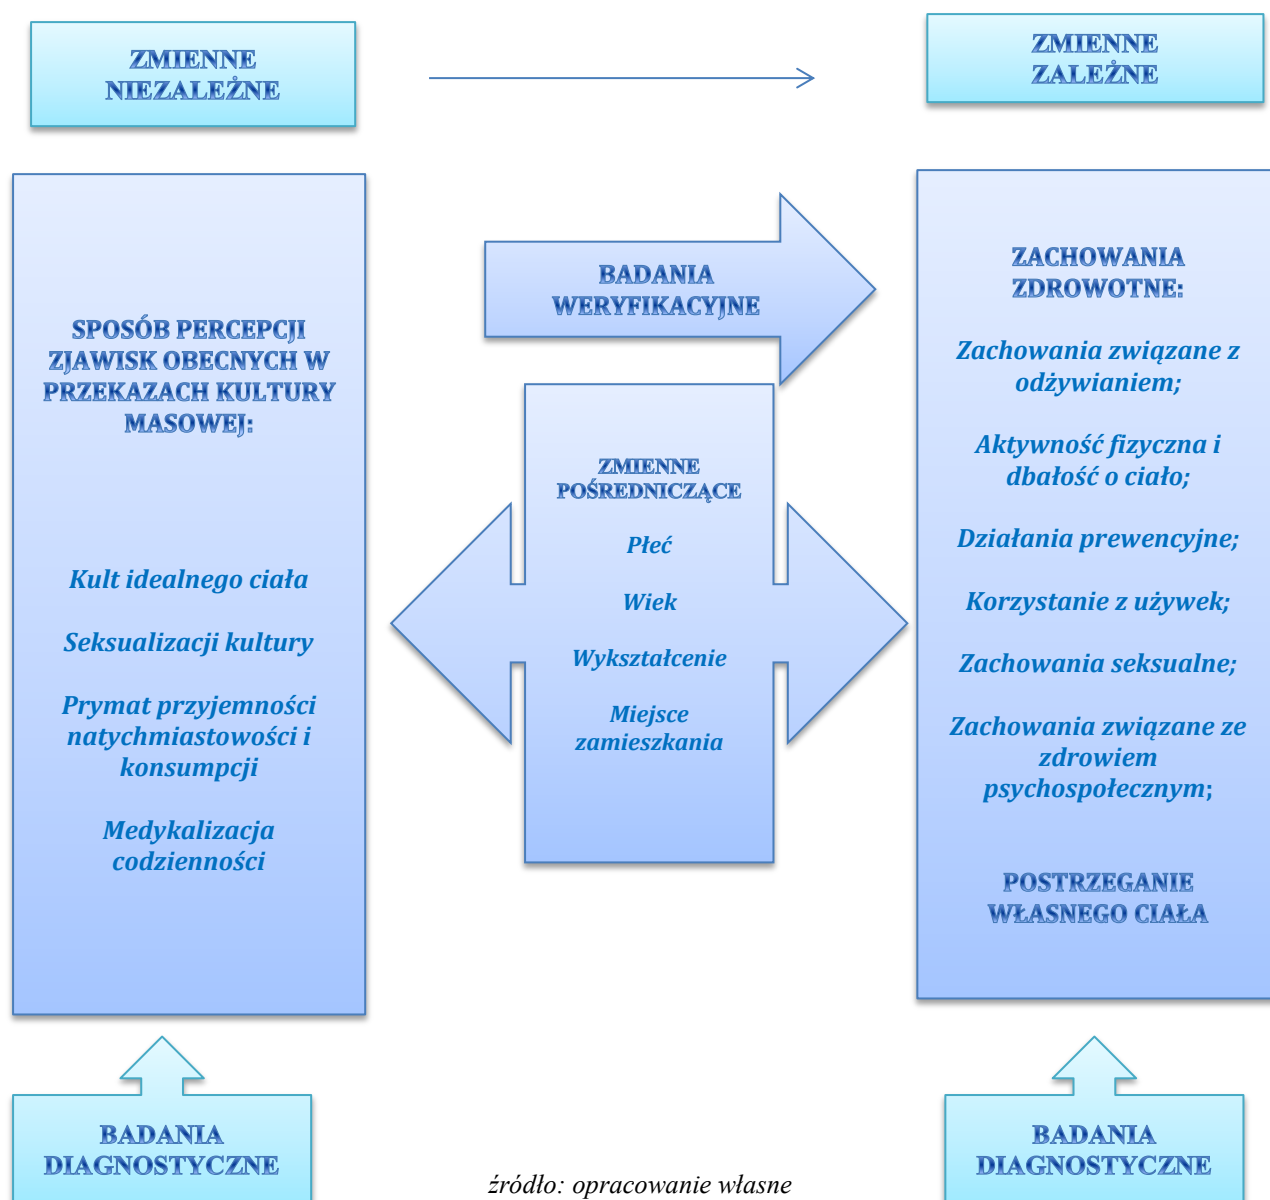 ZMIENNE
NIEZALEŻNE
ZMIENNE
ZALEŻNE
SPOSÓB PERCEPCJI
ZJAWISK OBECNYCH W
PRZEKAZACH KULTURY
MASOWEJ:
Kult idealnego ciała
Seksualizacji kultury
Prymat przyjemności
natychmiastowości i
konsumpcji
Medykalizacja
codzienności
BADANIA
WERYFIKACYJNE
ZMIENNE
POŚREDNICZĄCE
Płeć
Wiek
Wykształcenie
Miejsce
zamieszkania
ZACHOWANIA
ZDROWOTNE:
Zachowania związane z
odżywianiem;
Aktywność fizyczna i
dbałość o ciało;
Działania prewencyjne;
Korzystanie z używek;
Zachowania seksualne;
Zachowania związane ze
zdrowiem
psychospołecznym;
POSTRZEGANIE
WŁASNEGO CIAŁA
BADANIA
DIAGNOSTYCZNE
BADANIA
DIAGNOSTYCZNE
źródło: opracowanie własne